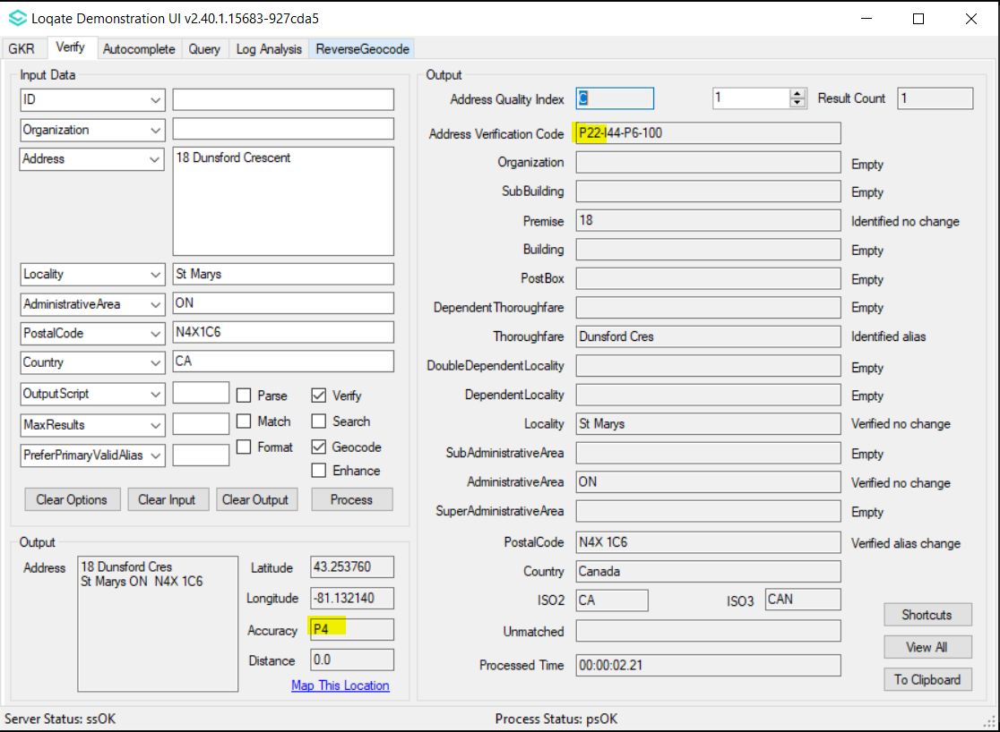 Loqate Demonstration UI v2.40.1.15683-927cda5
GKR Verify Autocomplete Query Log Analysis ReverseGeocode
Input Data
ID
Organization
Address 18 Dunsford Crescent
Locality St Marys
AdministrativeArea ON
PostalCode N4X1C6
Country CA
OutputScript Parse Verify
MaxResults Match Search
PreferPrimaryValidAlias Format Geocode
Enhance
Clear Options Clear Input Clear Output Process
Output
Address 18 Dunsford Cres
St Marys ON N4X 1C6
Latitude 43.253760
Longitude -81.132140
Accuracy P4
Distance 0.0
Map This Location
Output
Address Quality Index C 1 Result Count 1
Address Verification Code P22-I44-P6-100
Organization Empty
SubBuilding Empty
Premise 18 Identified no change
Building Empty
PostBox Empty
DependentThoroughfare Empty
Thoroughfare Dunsford Cres Identified alias
DoubleDependentLocality Empty
DependentLocality Empty
Locality St Marys Verified no change
SubAdministrativeArea Empty
AdministrativeArea ON Verified no change
SuperAdministrativeArea Empty
PostalCode N4X 1C6 Verified alias change
Country Canada
ISO2 CA ISO3 CAN
Unmatched
Processed Time 00:00:02.21
Shortcuts
View All
To Clipboard
Server Status: ssOK Process Status: psOK